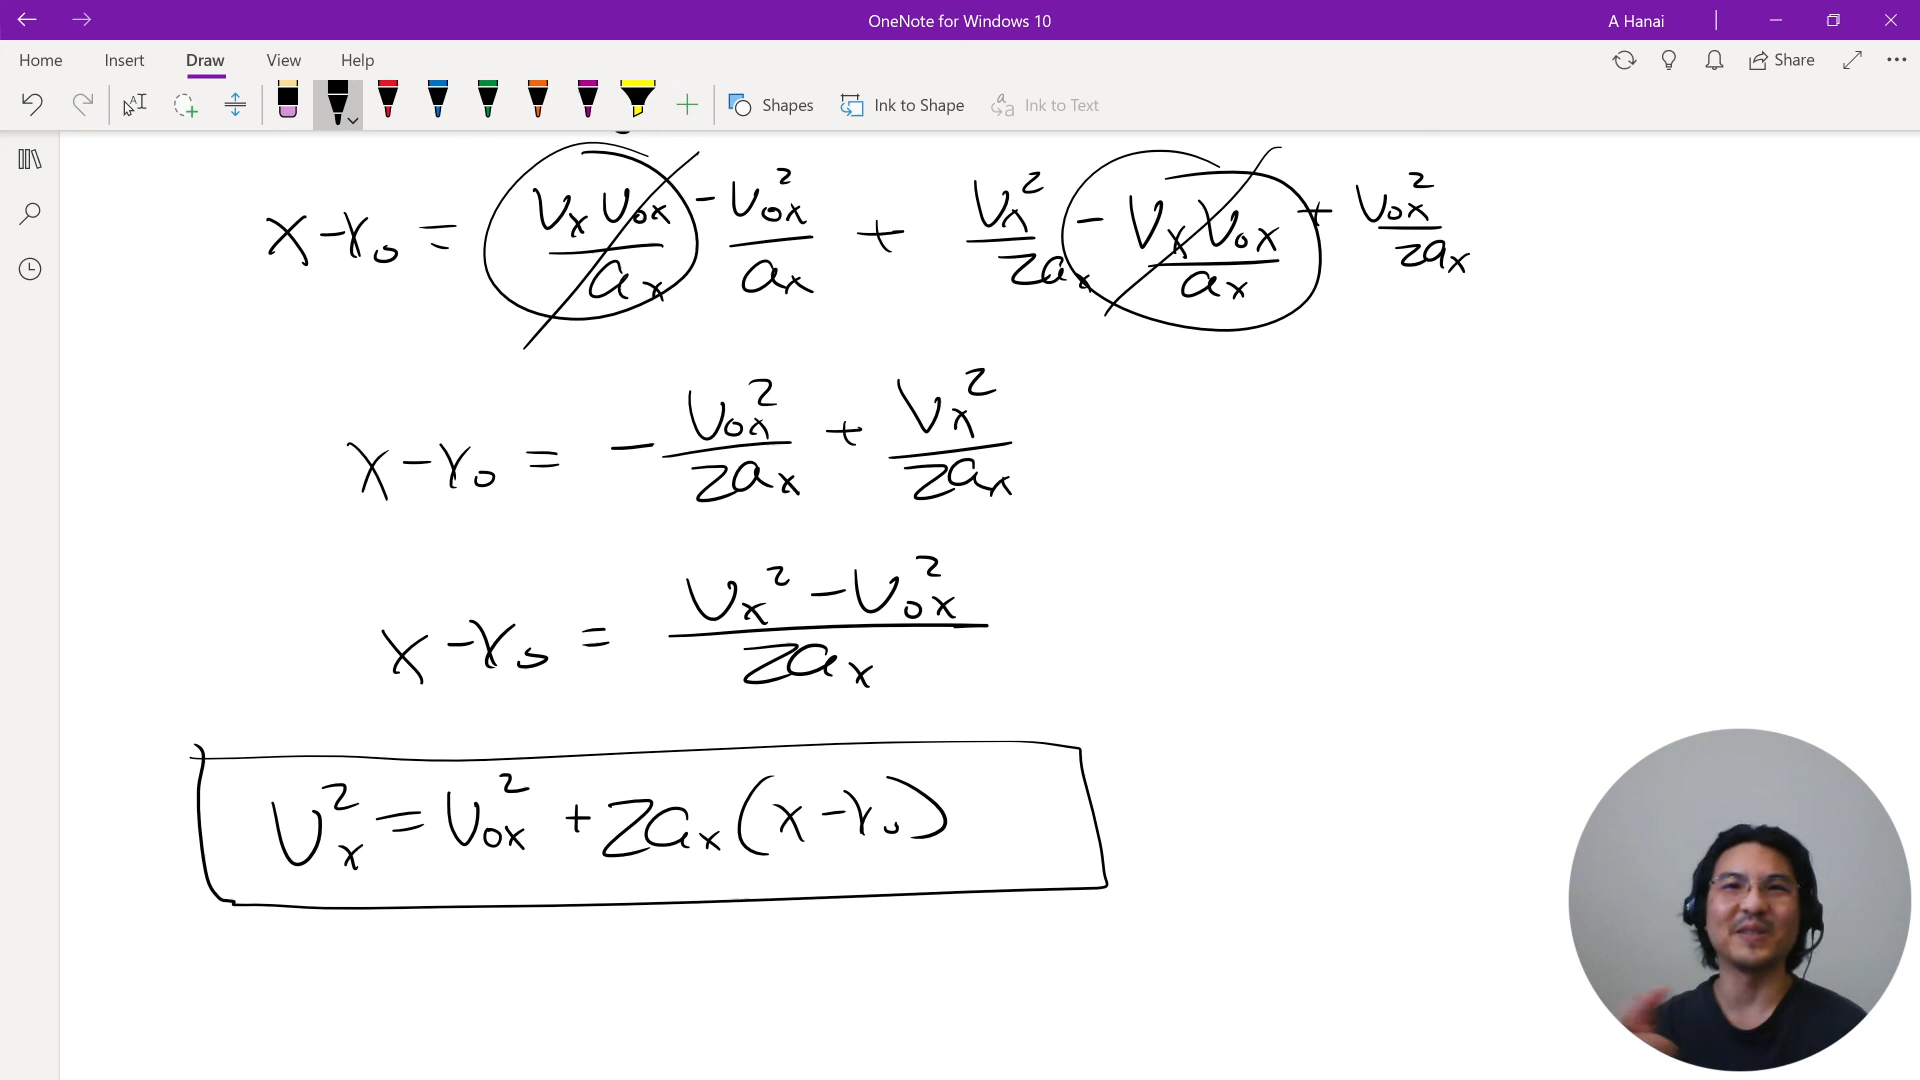 OneNote for Windows 10
A Hanai
Home Insert Draw View Help
Share
Shapes Ink to Shape Ink to Text
x-x₀ = VₓV₀ₓ/aₓ - V₀ₓ²/aₓ + Vₓ²/2aₓ - VₓV₀ₓ/aₓ + V₀ₓ²/2aₓ
x-x₀ = - V₀ₓ²/2aₓ + Vₓ²/2aₓ
x-x₀ = Vₓ² - V₀ₓ²/2aₓ
Vₓ² = V₀ₓ² + 2aₓ(x-x₀)